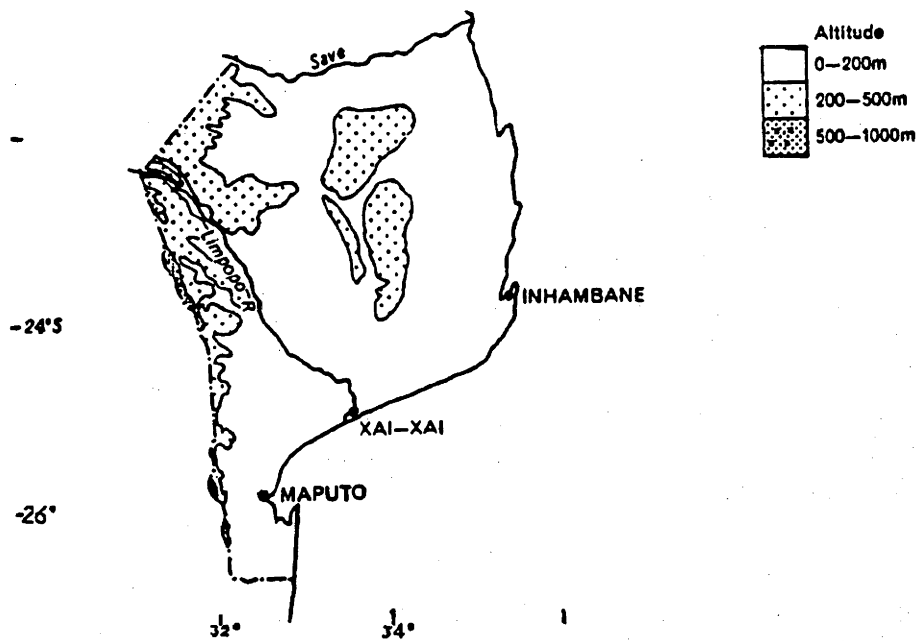 Altitude
0–200m
200–500m
500–1000m
Save
Limpopo R
INHAMBANE
–24°S
XAI–XAI
MAPUTO
–26°
32°
34°